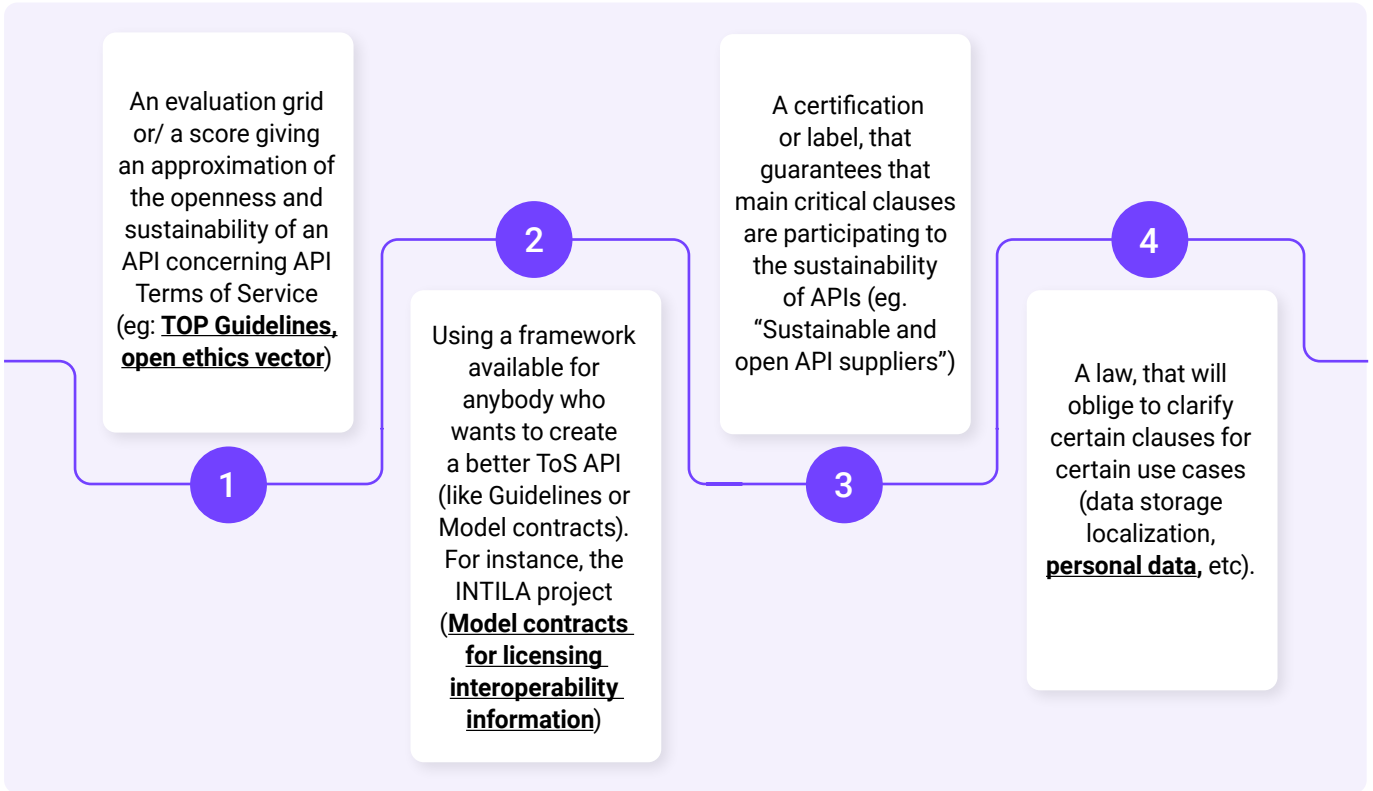 An evaluation grid
or/ a score giving
an approximation of
the openness and
sustainability of an
API concerning API
Terms of Service
(eg: TOP Guidelines,
open ethics vector)
1
2
Using a framework
available for
anybody who
wants to create
a better ToS API
(like Guidelines or
Model contracts).
For instance, the
INTILA project
(Model contracts
for licensing
interoperability
information)
A certification
or label, that
guarantees that
main critical clauses
are participating to
the sustainability
of APIs (eg.
“Sustainable and
open API suppliers”)
3
4
A law, that will
oblige to clarify
certain clauses for
certain use cases
(data storage
localization,
personal data, etc).